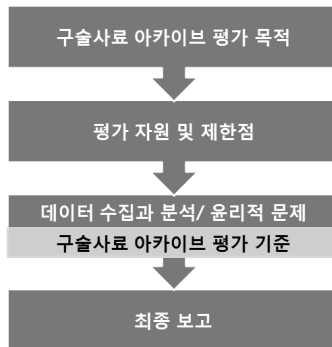 구술사료 아카이브 평가 목적
평가 자원 및 제한점
데이터 수집과 분석/ 윤리적 문제
구술사료 아카이브 평가 기준
최종 보고